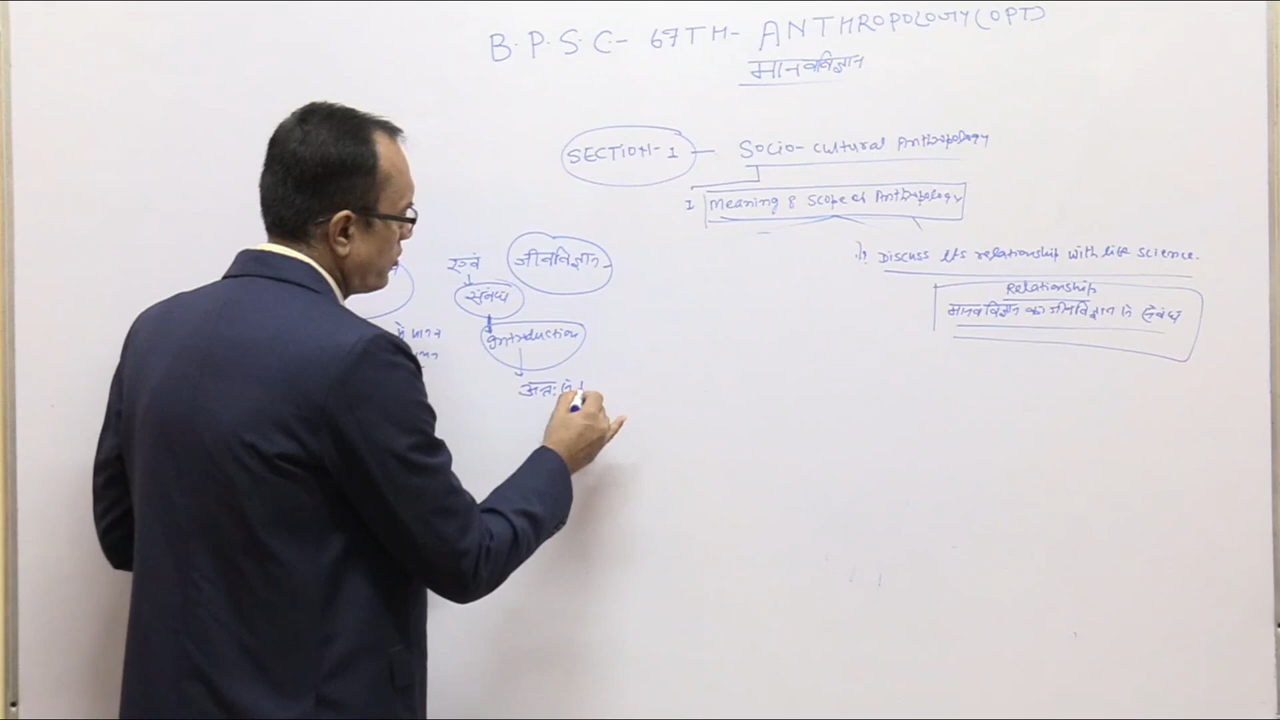 B.P.S.C- 67TH- ANTHROPOLOGY(OPT)
मानवविज्ञान
SECTION-1 — Socio-cultural Anthropology
1 Meaning & Scope of Anthropology
1) Discuss its relationship with life science.
Relationship
मानवविज्ञान का जीवविज्ञान से संबंध
एवं जीवविज्ञान
संबंध
Introduction
अंतः